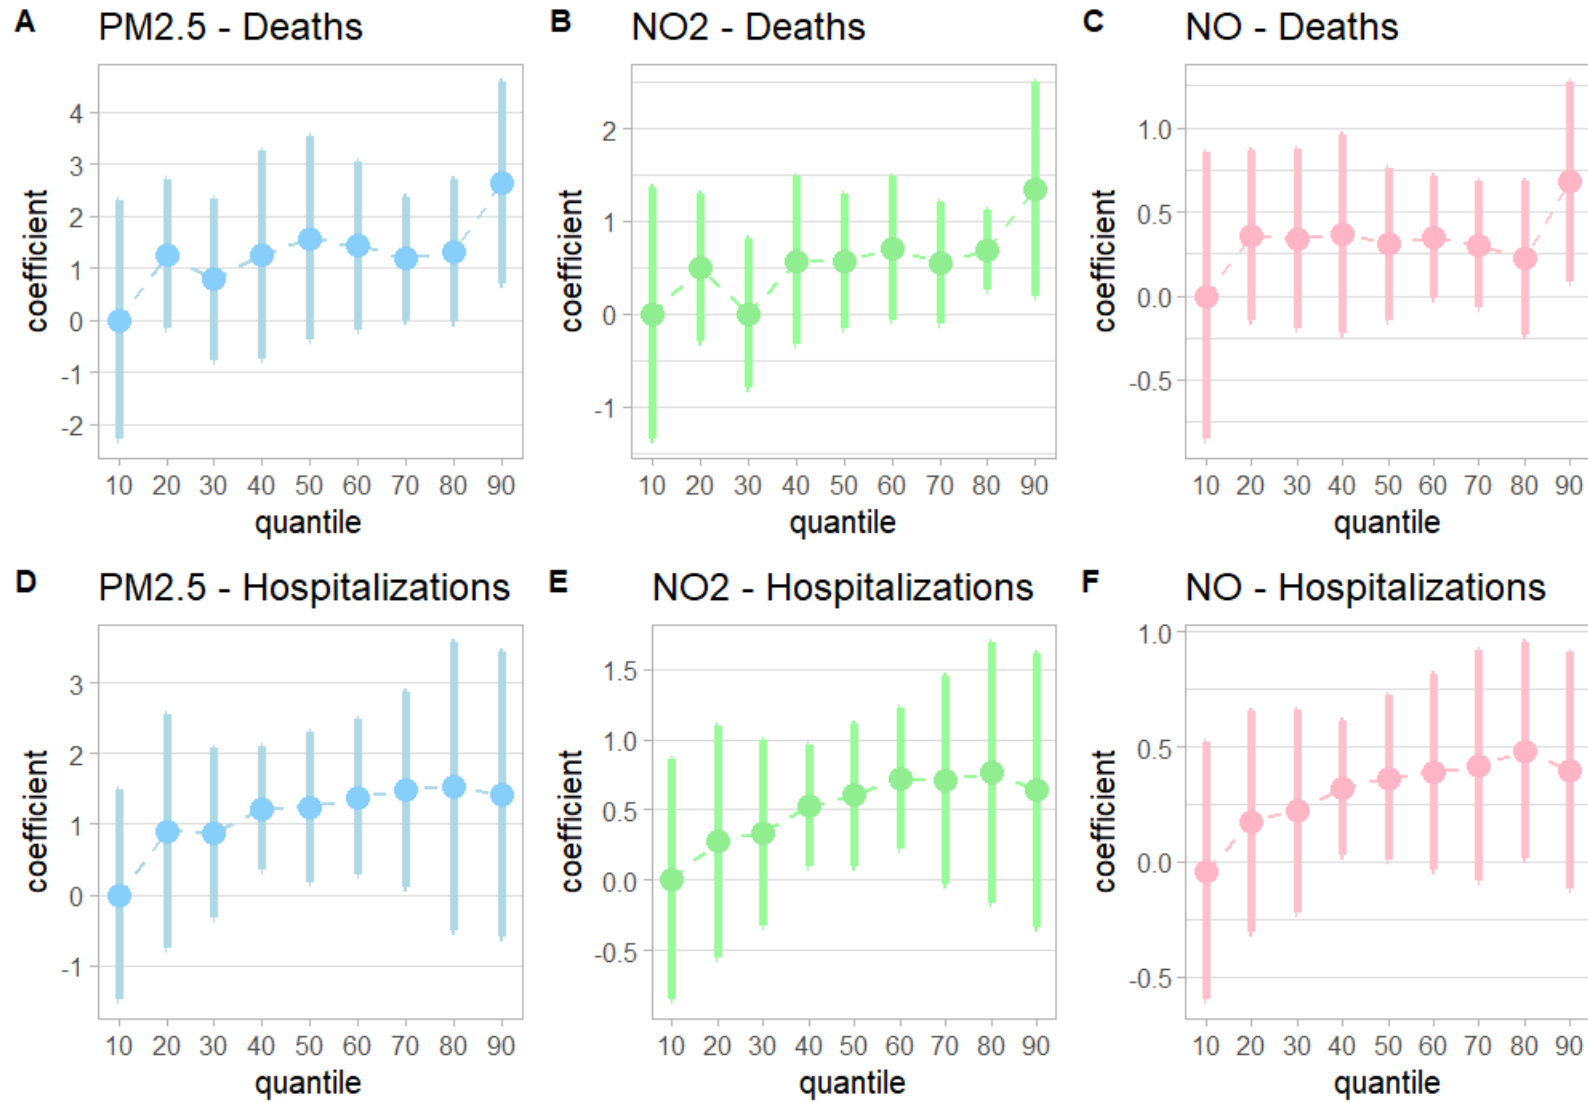 A PM2.5 - Deaths
coefficient
4
3
2
1
0
-1
-2
10 20 30 40 50 60 70 80 90
quantile
B NO2 - Deaths
coefficient
2
1
0
-1
10 20 30 40 50 60 70 80 90
quantile
C NO - Deaths
coefficient
1.0
0.5
0.0
-0.5
10 20 30 40 50 60 70 80 90
quantile
D PM2.5 - Hospitalizations
coefficient
3
2
1
0
-1
10 20 30 40 50 60 70 80 90
quantile
E NO2 - Hospitalizations
coefficient
1.5
1.0
0.5
0.0
-0.5
10 20 30 40 50 60 70 80 90
quantile
F NO - Hospitalizations
coefficient
1.0
0.5
0.0
-0.5
10 20 30 40 50 60 70 80 90
quantile